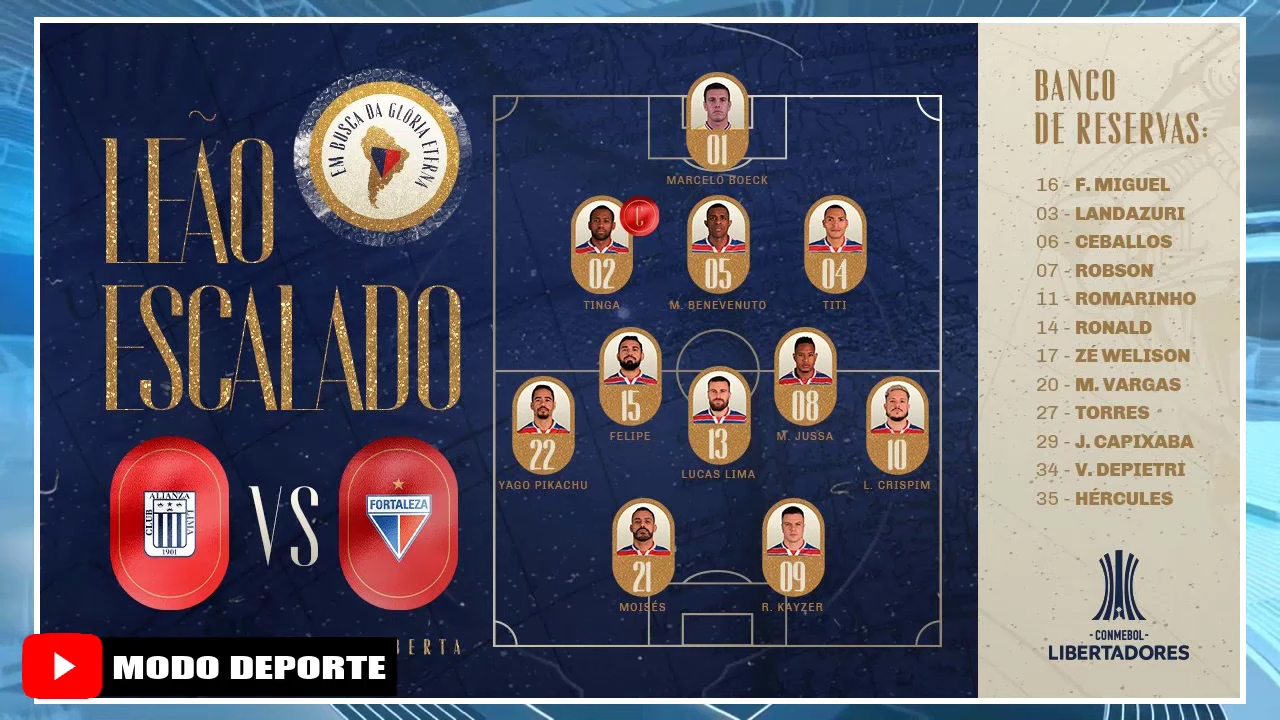 LEÃO
ESCALADO
EM BUSCA DA GLÓRIA ETERNA
CLUB
ALIANZA
LIMA
1901
VS
FORTALEZA
BERTA
MODO DEPORTE
01
MARCELO BOECK
C
02
TINGA
05
M. BENEVENUTO
04
TITI
15
FELIPE
08
M. JUSSA
22
YAGO PIKACHU
13
LUCAS LIMA
10
L. CRISPIM
21
MOISÉS
09
R. KAYZER
BANCO
DE RESERVAS:
16 - F. MIGUEL
03 - LANDAZURI
06 - CEBALLOS
07 - ROBSON
11 - ROMARINHO
14 - RONALD
17 - ZÉ WELISON
20 - M. VARGAS
27 - TORRES
29 - J. CAPIXABA
34 - V. DEPIETRI
35 - HÉRCULES
- CONMEBOL -
LIBERTADORES